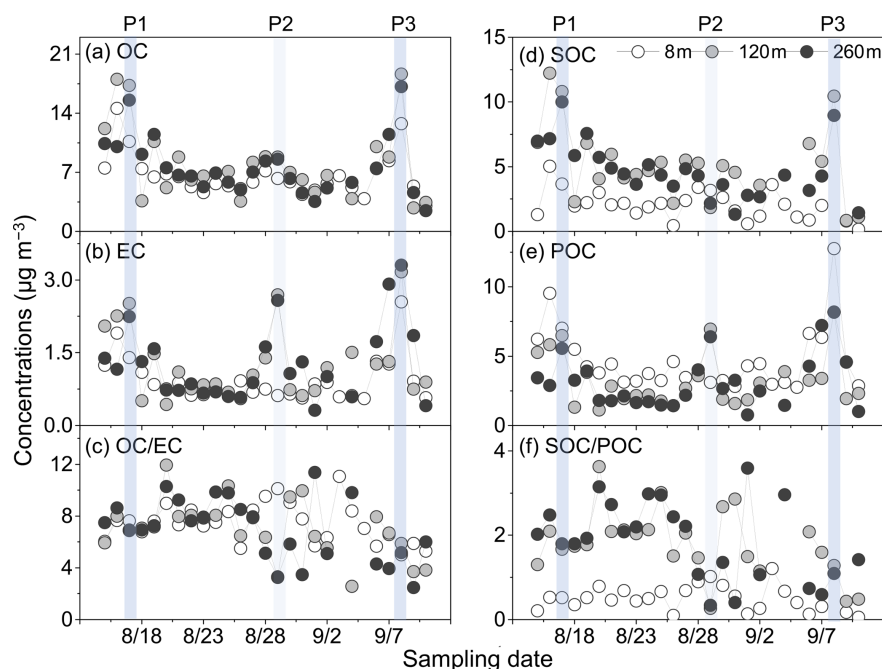 P1 P2 P3 P1 P2 P3
(a) OC
21
14
7
0
(b) EC
3.0
1.5
0.0
(c) OC/EC
12
8
4
0
8/18 8/23 8/28 9/2 9/7
(d) SOC
8m 120m 260m
15
10
5
0
(e) POC
10
5
0
(f) SOC/POC
4
2
0
8/18 8/23 8/28 9/2 9/7
Concentrations (μg m⁻³)
Sampling date